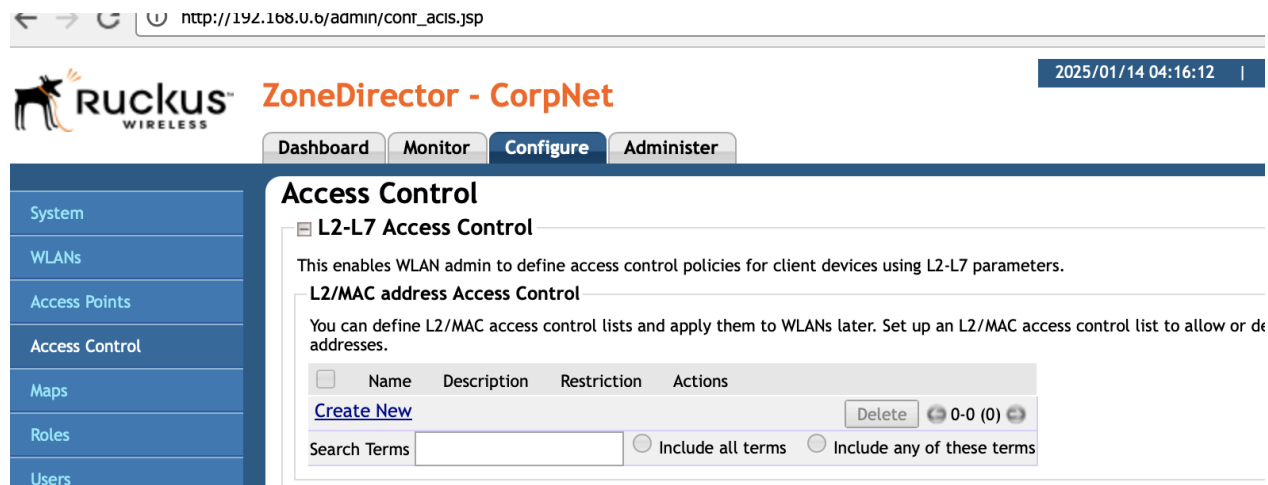 http://192.168.0.6/admin/conf_acls.jsp
2025/01/14 04:16:12 |
RUCKUS™
WIRELESS
ZoneDirector - CorpNet
Dashboard Monitor Configure Administer
System
WLANs
Access Points
Access Control
Maps
Roles
Users
Access Control
L2-L7 Access Control
This enables WLAN admin to define access control policies for client devices using L2-L7 parameters.
L2/MAC address Access Control
You can define L2/MAC access control lists and apply them to WLANs later. Set up an L2/MAC access control list to allow or de
addresses.
Name Description Restriction Actions
Create New Delete 0-0 (0)
Search Terms Include all terms Include any of these terms